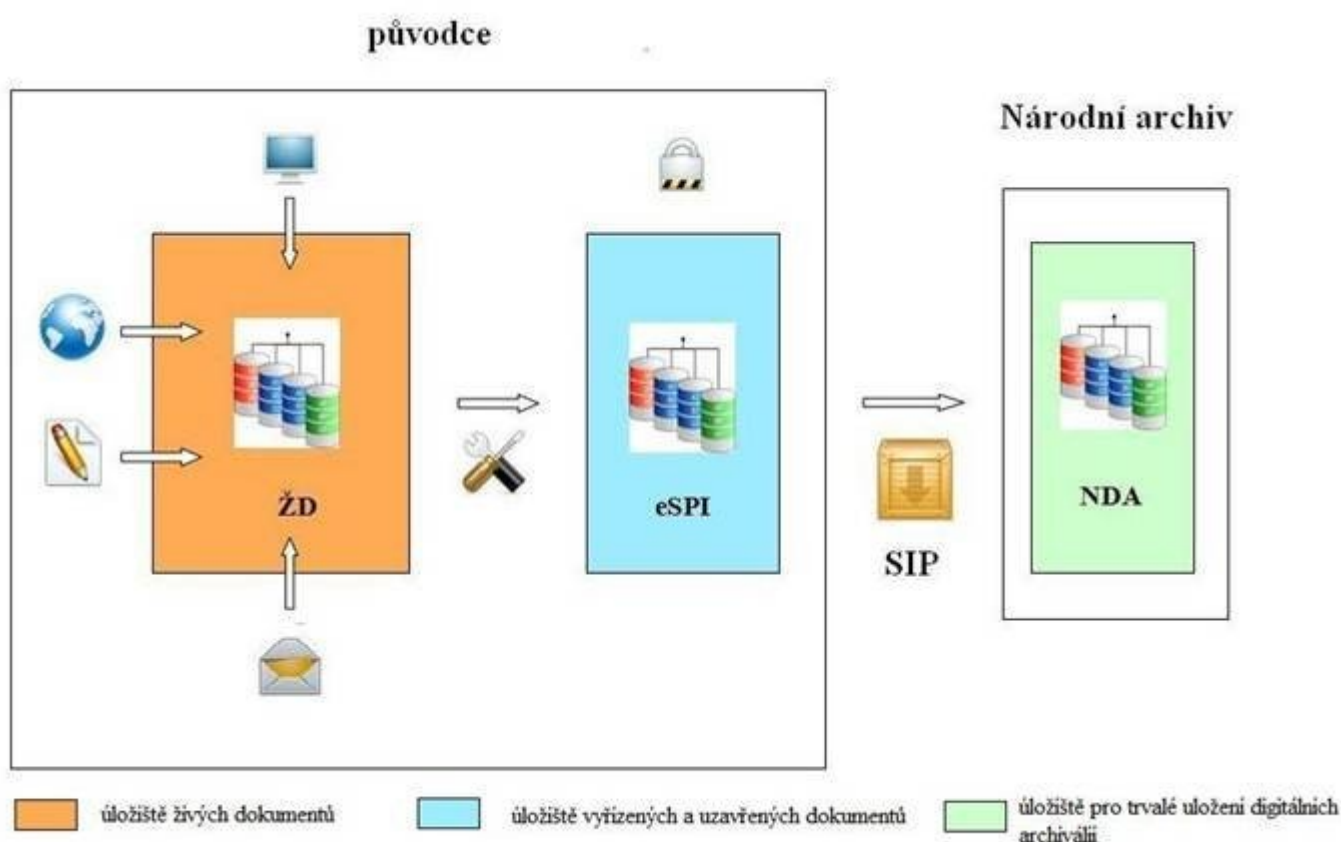 původce
Národní archiv
ŽD
eSPI
NDA
SIP
úložiště živých dokumentů
úložiště vyřízených a uzavřených dokumentů
úložiště pro trvalé uložení digitálních
archiválií